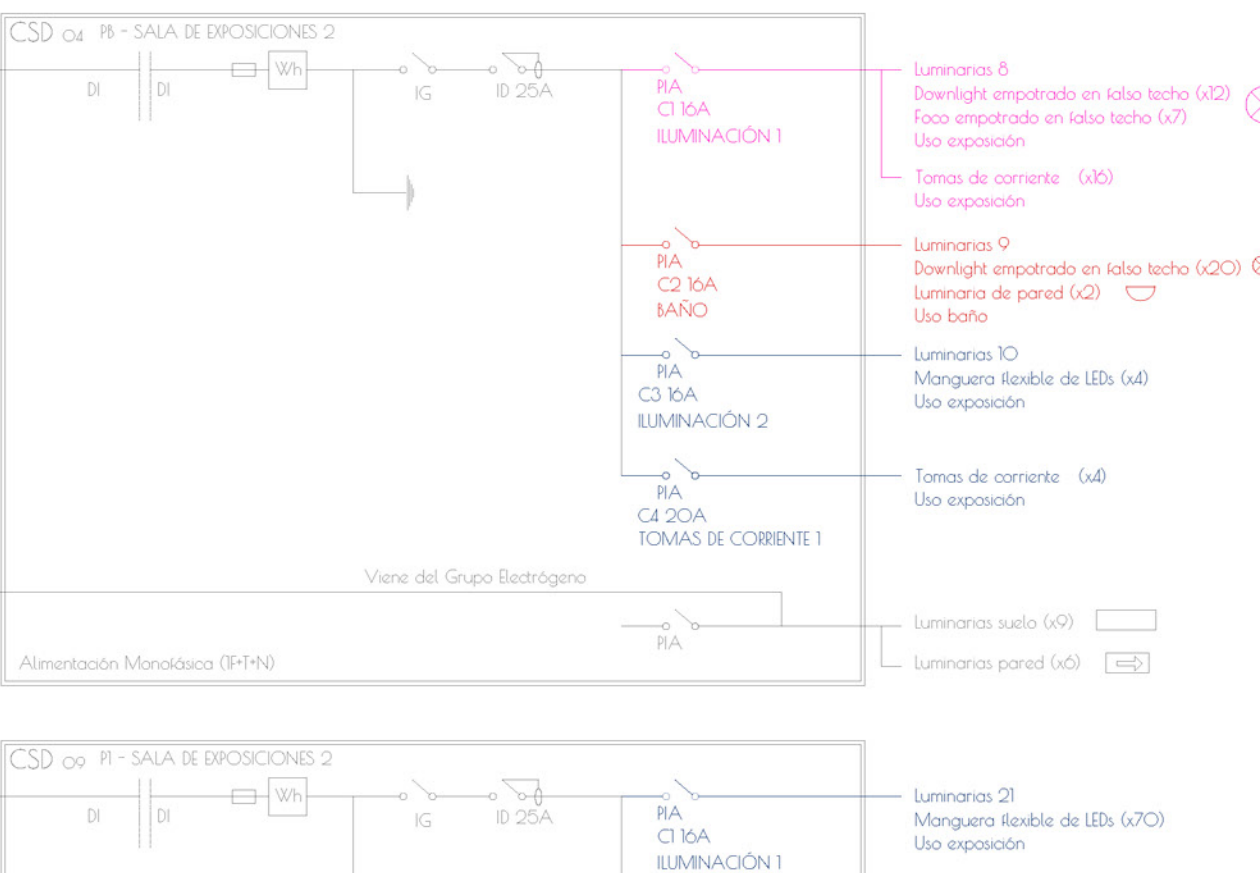 CSD 04 PB - SALA DE EXPOSICIONES 2
DI
DI
Wh
IG
ID 25A
PIA
C1 16A
ILUMINACIÓN 1
Luminarias 8
Downlight empotrado en falso techo (x12)
Foco empotrado en falso techo (x7)
Uso exposición
Tomas de corriente (x16)
Uso exposición
PIA
C2 16A
BAÑO
Luminarias 9
Downlight empotrado en falso techo (x20)
Luminaria de pared (x2)
Uso baño
PIA
C3 16A
ILUMINACIÓN 2
Luminarias 10
Manguera flexible de LEDs (x4)
Uso exposición
PIA
C4 20A
TOMAS DE CORRIENTE 1
Tomas de corriente (x4)
Uso exposición
Viene del Grupo Electrógeno
PIA
Luminarias suelo (x9)
Luminarias pared (x6)
Alimentación Monofásica (1F+T+N)
CSD 09 P1 - SALA DE EXPOSICIONES 2
DI
DI
Wh
IG
ID 25A
PIA
C1 16A
ILUMINACIÓN 1
Luminarias 21
Manguera flexible de LEDs (x70)
Uso exposición